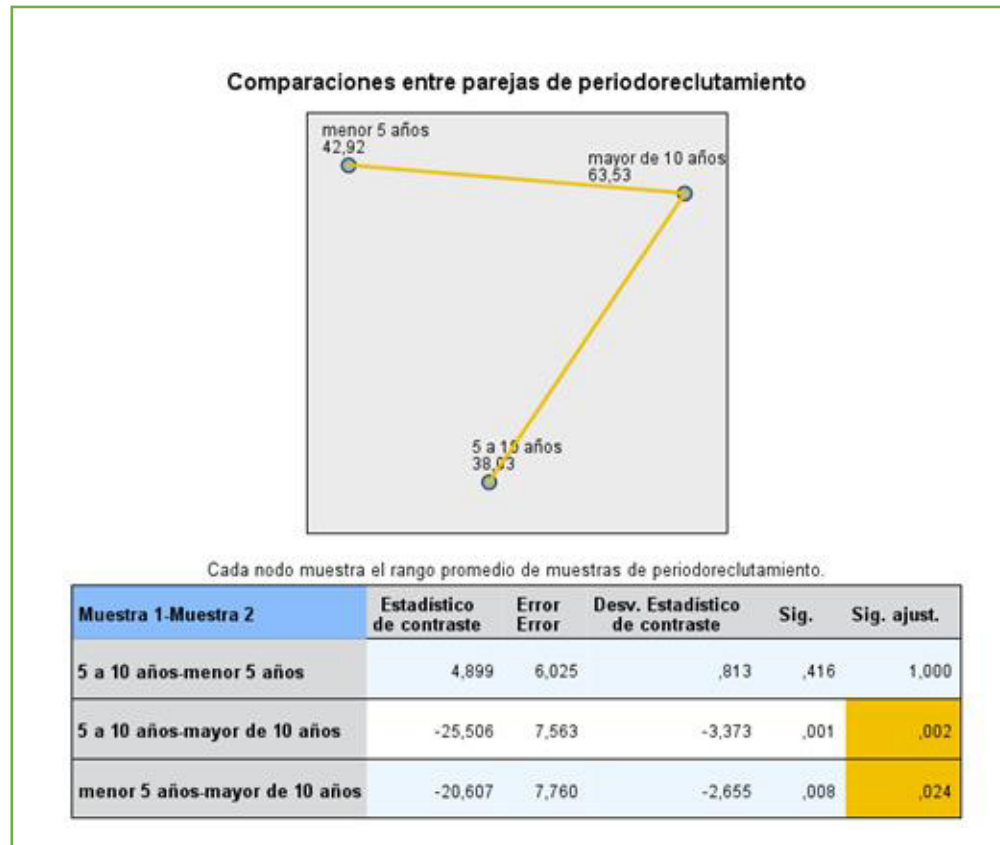 Comparaciones entre parejas de periodoreclutamiento
menor 5 años
42,92
mayor de 10 años
63,53
5 a 10 años
38,03
Cada nodo muestra el rango promedio de muestras de periodoreclutamiento.
Muestra 1-Muestra 2 Estadístico de contraste Error Error Desv. Estadístico de contraste Sig. Sig. ajust.
5 a 10 años-menor 5 años 4,899 6,025 ,813 ,416 1,000
5 a 10 años-mayor de 10 años -25,506 7,563 -3,373 ,001 ,002
menor 5 años-mayor de 10 años -20,607 7,760 -2,655 ,008 ,024